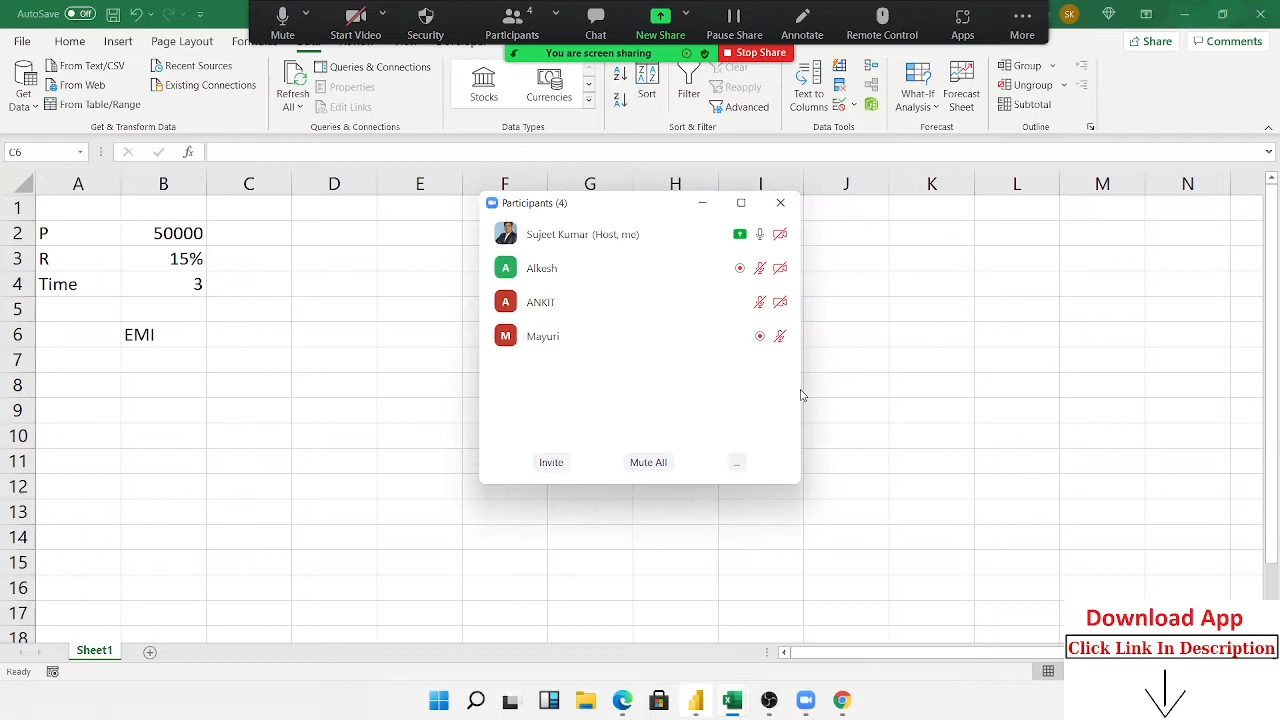 AutoSave Off
SK
Mute
Start Video
Security
4
Participants
Chat
New Share
Pause Share
Annotate
Remote Control
Apps
More
You are screen sharing
Stop Share
File
Home
Insert
Page Layout
Share
Comments
Get Data
From Text/CSV
From Web
From Table/Range
Recent Sources
Existing Connections
Get & Transform Data
Refresh All
Queries & Connections
Properties
Edit Links
Queries & Connections
Stocks
Currencies
Data Types
Sort
Filter
Clear
Reapply
Advanced
Sort & Filter
Text to Columns
Data Tools
What-If Analysis
Forecast Sheet
Forecast
Group
Ungroup
Subtotal
Outline
C6
fx
A B C D E F G H I J K L M N
1
2 P 50000
3 R 15%
4 Time 3
5
6 EMI
7
8
9
10
11
12
13
14
15
16
17
18
Participants (4)
Sujeet Kumar (Host, me)
A Alkesh
A ANKIT
M Mayuri
Invite
Mute All
...
Sheet1
Ready
Download App
Click Link In Description